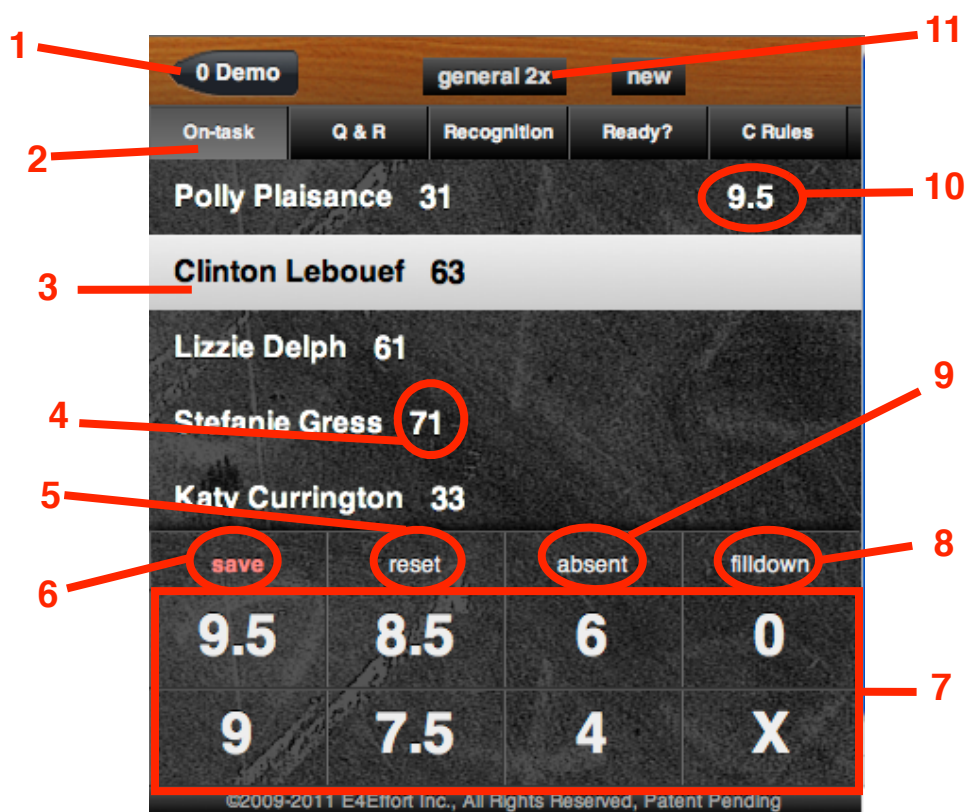 1
11
0 Demo
general 2x
new
On-task
Q & R
Recognition
Ready?
C Rules
2
Polly Plaisance 31
9.5
10
3
Clinton Lebouef 63
Lizzie Delph 61
9
4
Stefanie Gress 71
5
Katy Currington 33
6
save
reset
absent
filldown
8
9.5 8.5 6 0
7
9 7.5 4 X
©2009-2011 E4Effort Inc., All Rights Reserved, Patent Pending